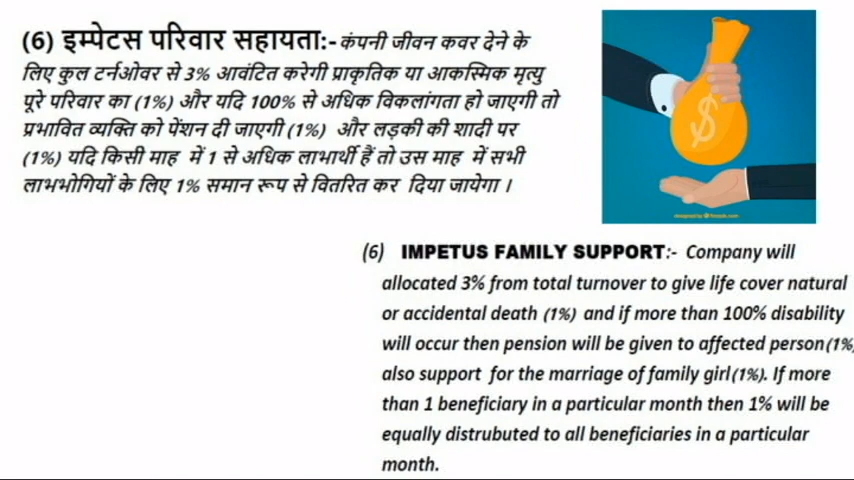 (6) इम्पेटस परिवार सहायता:- कंपनी जीवन कवर देने के
लिए कुल टर्नओवर से 3% आवंटित करेगी प्राकृतिक या आकस्मिक मृत्यु
पूरे परिवार का (1%) और यदि 100% से अधिक विकलांगता हो जाएगी तो
प्रभावित व्यक्ति को पेंशन दी जाएगी (1%) और लड़की की शादी पर
(1%) यदि किसी माह में 1 से अधिक लाभार्थी हैं तो उस माह में सभी
लाभभोगियों के लिए 1% समान रूप से वितरित कर दिया जायेगा ।
$
designed by freepik.com
(6) IMPETUS FAMILY SUPPORT:- Company will
allocated 3% from total turnover to give life cover natural
or accidental death (1%) and if more than 100% disability
will occur then pension will be given to affected person(1%
also support for the marriage of family girl(1%). If more
than 1 beneficiary in a particular month then 1% will be
equally distrubuted to all beneficiaries in a particular
month.